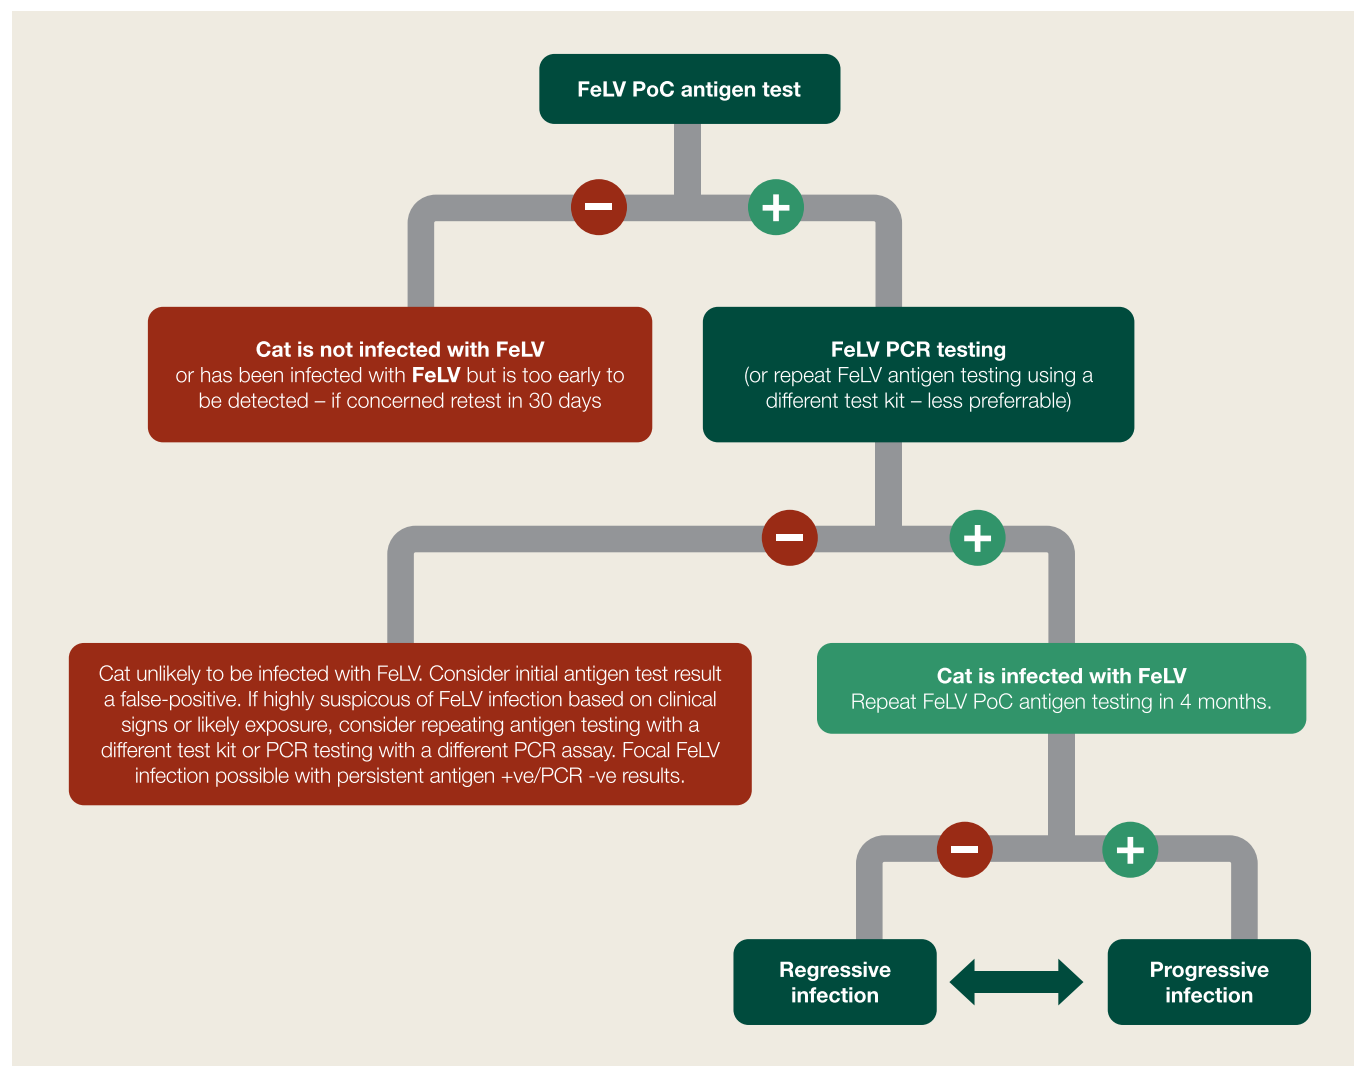 FeLV PoC antigen test
Cat is not infected with FeLV
or has been infected with FeLV but is too early to
be detected – if concerned retest in 30 days
FeLV PCR testing
(or repeat FeLV antigen testing using a
different test kit – less preferrable)
Cat unlikely to be infected with FeLV. Consider initial antigen test result
a false-positive. If highly suspicous of FeLV infection based on clinical
signs or likely exposure, consider repeating antigen testing with a
different test kit or PCR testing with a different PCR assay. Focal FeLV
infection possible with persistent antigen +ve/PCR -ve results.
Cat is infected with FeLV
Repeat FeLV PoC antigen testing in 4 months.
Regressive
infection
Progressive
infection